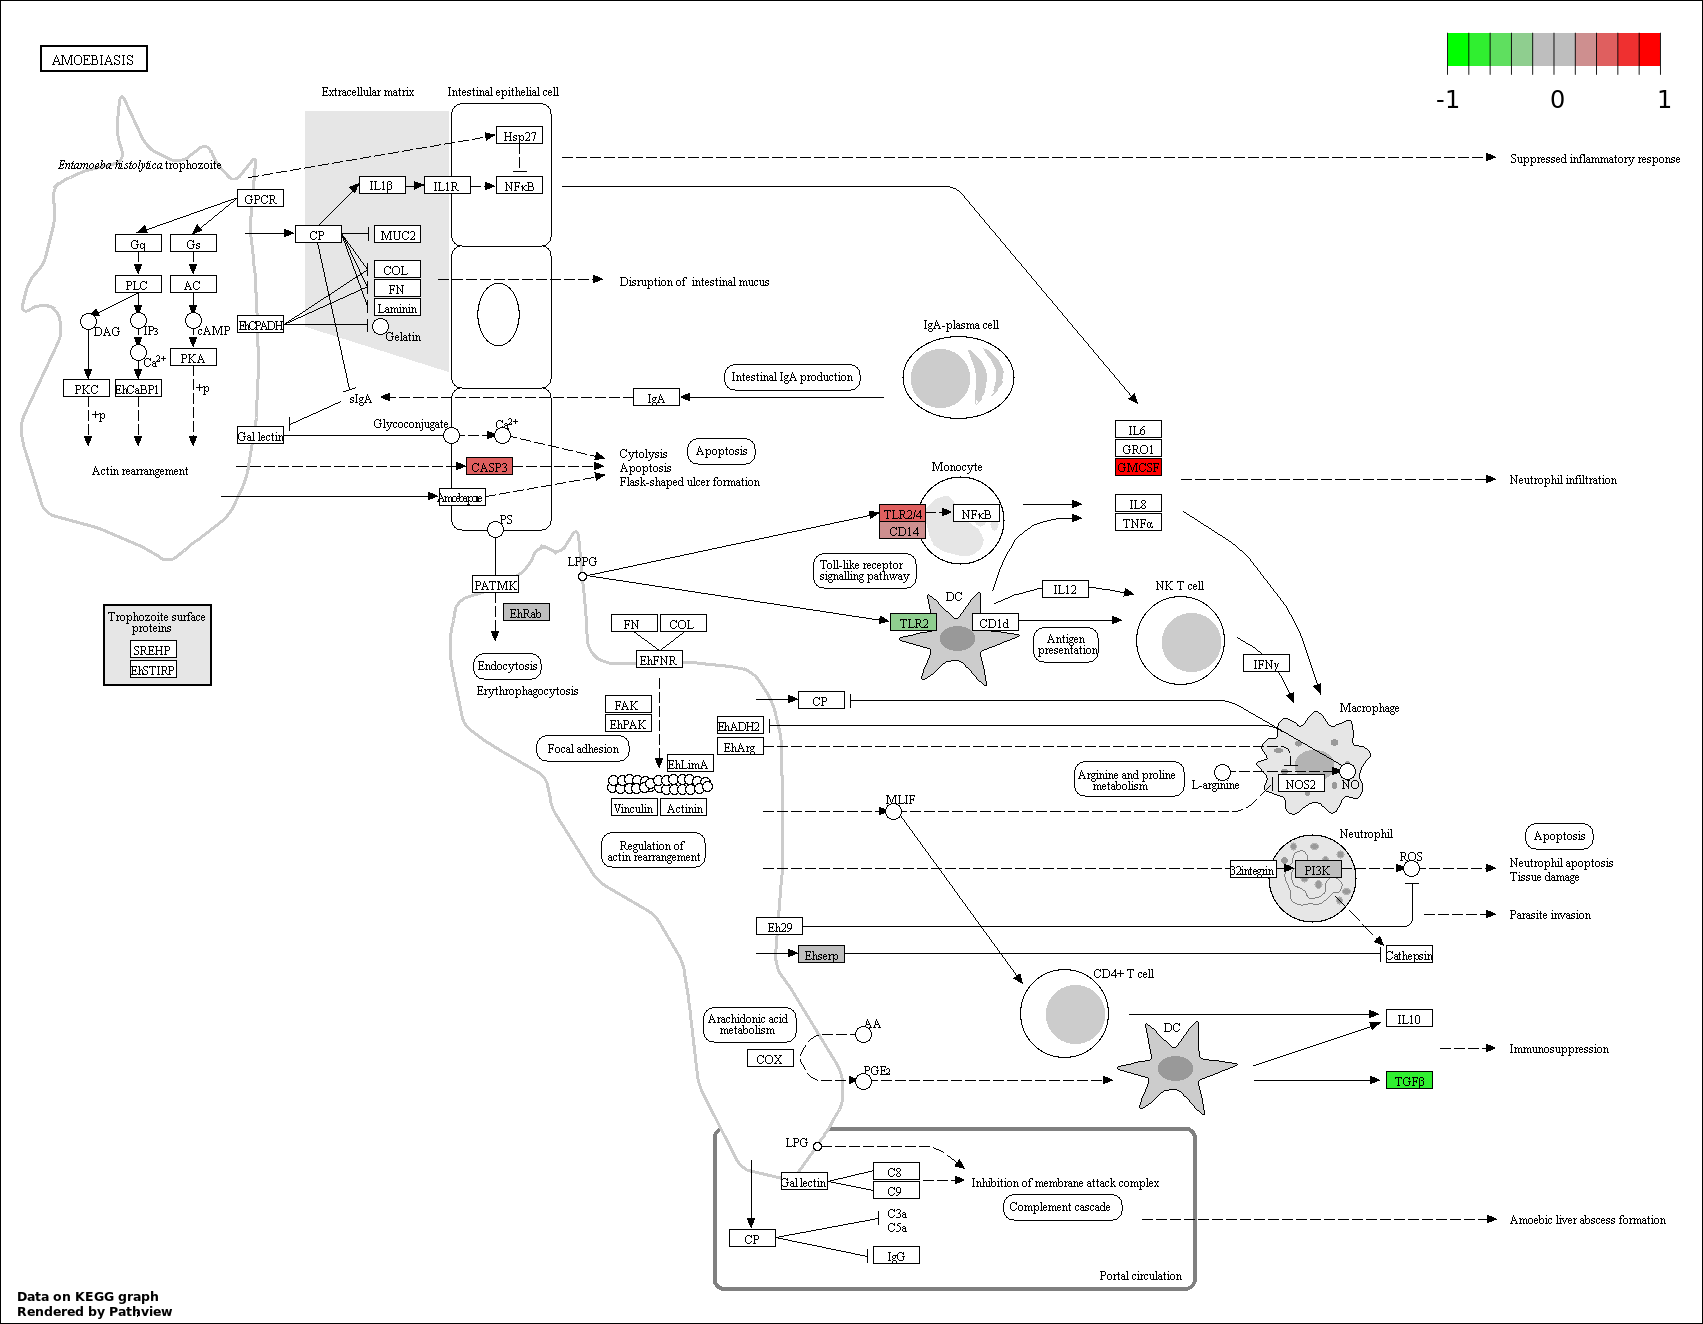 AMOEBIASIS
-1
0
1
Extracellular matrix
Intestinal epithelial cell
Hsp27
Entamoeba histolytica trophozoite
Suppressed inflammatory response
IL1β
IL1R
NFκB
GPCR
CP
MUC2
Gq
Gs
COL
FN
Laminin
Disruption of intestinal mucus
PLC
AC
EhCPADH
Gelatin
DAG
IP3
cAMP
Ca2+
PKA
IgA-plasma cell
PKC
EhCaBP1
+p
Intestinal IgA production
sIgA
IgA
+p
Glycoconjugate
Ca2+
Gal lectin
IL6
GRO1
GMCSF
Cytolysis
Apoptosis
Flask-shaped ulcer formation
Apoptosis
Actin rearrangement
CASP3
Monocyte
Neutrophil infiltration
Amoebapore
IL8
TNFα
TLR2/4
CD14
NFκB
PS
LPPG
Toll-like receptor
signalling pathway
PATMK
EhRab
DC
IL12
NK T cell
Trophozoite surface
proteins
SREHP
EhSTIRP
FN
COL
TLR2
CD1d
Antigen
presentation
Endocytosis
EhFNR
IFNγ
Erythrophagocytosis
FAK
EhPAK
CP
Macrophage
EhADH2
EhArg
Focal adhesion
EhLimA
Arginine and proline
metabolism
L-arginine
NOS2
NO
Vinculin
Actinin
MLIF
Regulation of
actin rearrangement
Neutrophil
Apoptosis
β2integrin
PI3K
ROS
Neutrophil apoptosis
Tissue damage
Eh29
Parasite invasion
Ehserp
Cathepsin
CD4+ T cell
Arachidonic acid
metabolism
AA
IL10
DC
COX
Immunosuppression
PGE2
TGFβ
LPG
C8
C9
Gal lectin
Inhibition of membrane attack complex
Complement cascade
C3a
C5a
Amoebic liver abscess formation
CP
IgG
Portal circulation
Data on KEGG graph
Rendered by Pathview